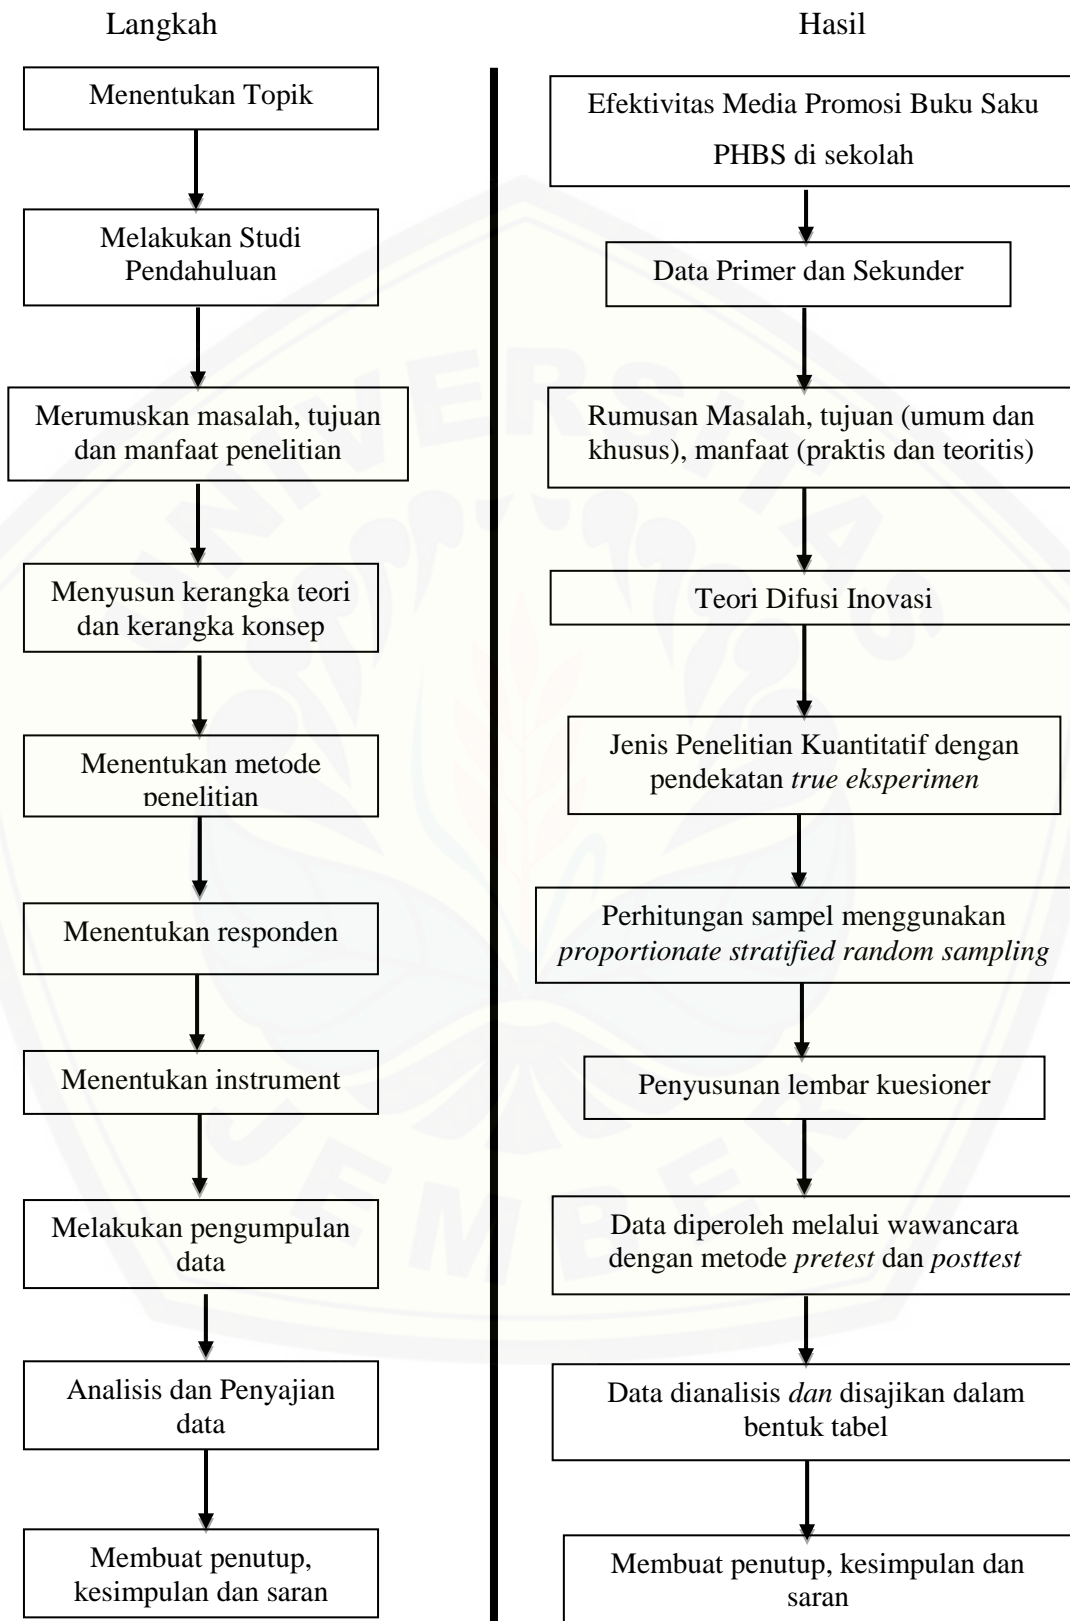 Langkah
Hasil
Menentukan Topik
Melakukan Studi
Pendahuluan
Merumuskan masalah, tujuan
dan manfaat penelitian
Menyusun kerangka teori
dan kerangka konsep
Menentukan metode
penelitian
Menentukan responden
Menentukan instrument
Melakukan pengumpulan
data
Analisis dan Penyajian
data
Membuat penutup,
kesimpulan dan saran
Efektivitas Media Promosi Buku Saku
PHBS di sekolah
Data Primer dan Sekunder
Rumusan Masalah, tujuan (umum dan
khusus), manfaat (praktis dan teoritis)
Teori Difusi Inovasi
Jenis Penelitian Kuantitatif dengan
pendekatan true eksperimen
Perhitungan sampel menggunakan
proportionate stratified random sampling
Penyusunan lembar kuesioner
Data diperoleh melalui wawancara
dengan metode pretest dan posttest
Data dianalisis dan disajikan dalam
bentuk tabel
Membuat penutup, kesimpulan dan
saran
UNIVERSITAS
JEMBER